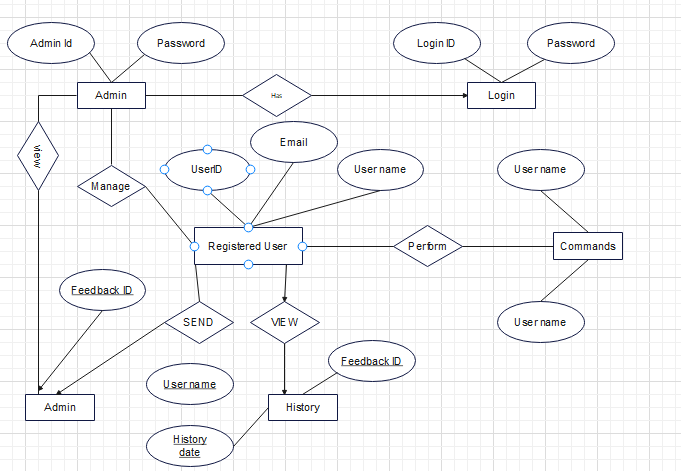 Admin Id
Password
Login ID
Password
Admin
Has
Login
view
Email
UserID
User name
User name
Manage
Registered User
Perform
Commands
Feedback ID
SEND
VIEW
User name
Feedback ID
User name
Admin
History
History
date